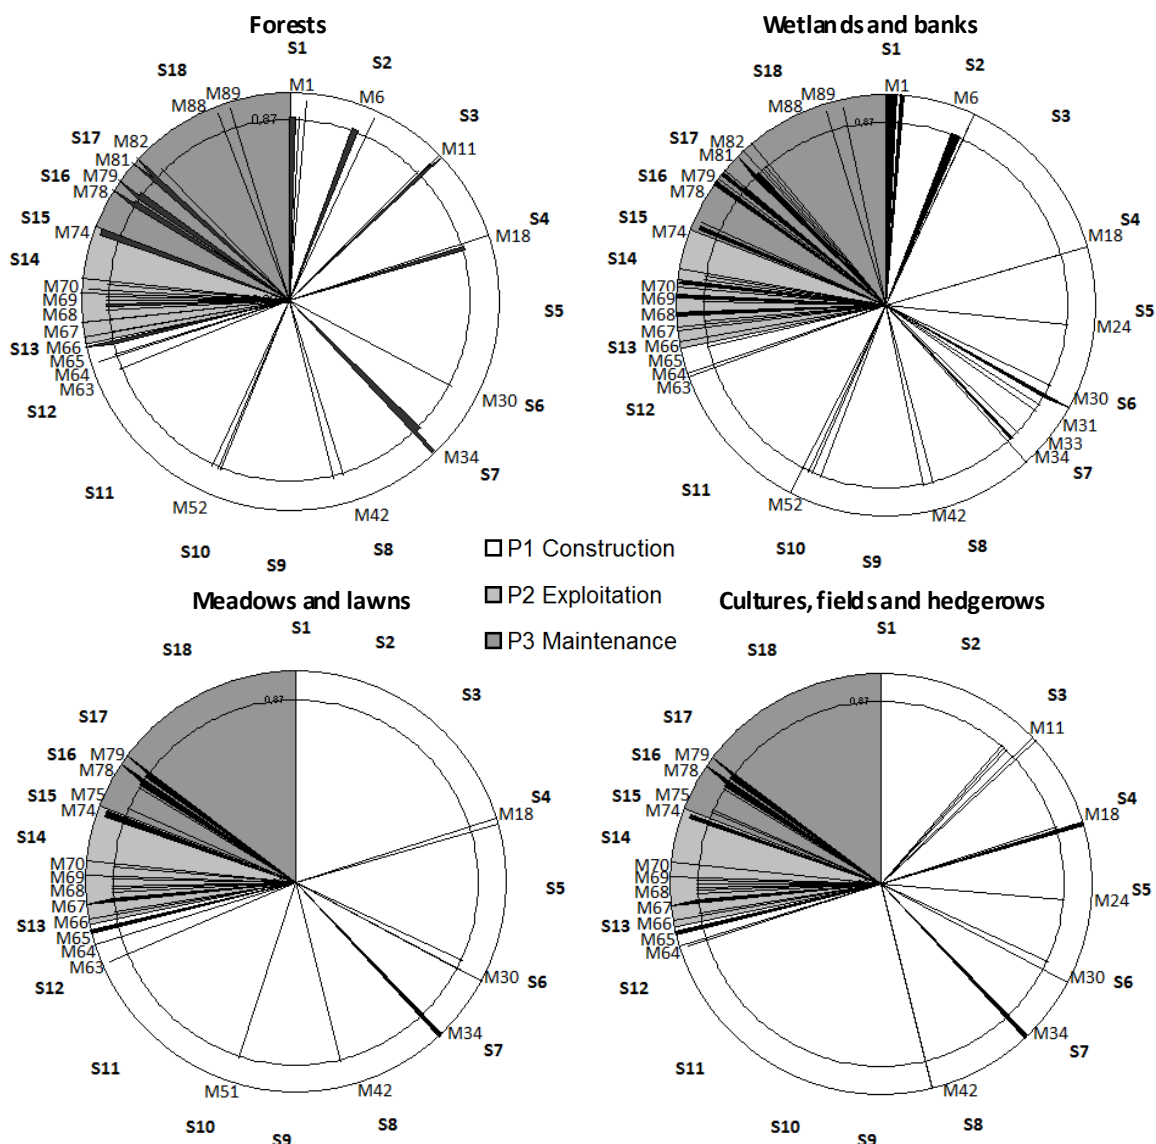 Forests
S1
S2
S18
M89
M1
M88
M6
0,87
S3
S17
M82
M11
M81
S16
M79
M78
S15
S4
M74
M18
S14
M70
M69
S5
M68
M67
S13
M66
M65
M64
M63
M30
S6
S12
M34
S7
S11
M52
M42
S10
S9
S8
Wetlands and banks
S1
S2
S18
M89
M1
M88
M6
0,87
S3
S17
M82
M81
S16
M79
M78
S15
S4
M74
M18
S14
M70
M69
S5
M68
M24
M67
S13
M66
M65
M64
M63
M30
S6
S12
M31
M33
M34
S7
S11
M52
M42
S10
S9
S8
P1 Construction
P2 Exploitation
P3 Maintenance
Meadows and lawns
S1
S2
S18
0,87
S3
S17
S16
M79
M78
S15
M75
S4
M74
M18
S14
M70
M69
S5
M68
M67
S13
M66
M65
M64
M63
M30
S6
S12
M34
S7
S11
M51
M42
S10
S9
S8
Cultures, fields and hedgerows
S1
S2
S18
0,87
S3
M11
S17
S16
M79
M78
S15
M75
S4
M74
M18
S14
M70
M69
S5
M68
M24
M67
S13
M66
M65
M64
M30
S6
S12
M34
S7
S11
M42
S10
S9
S8